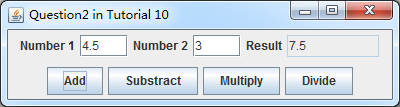 Question2 in Tutorial 10
Number 1 4.5 Number 2 3 Result 7.5
Add Substract Multiply Divide